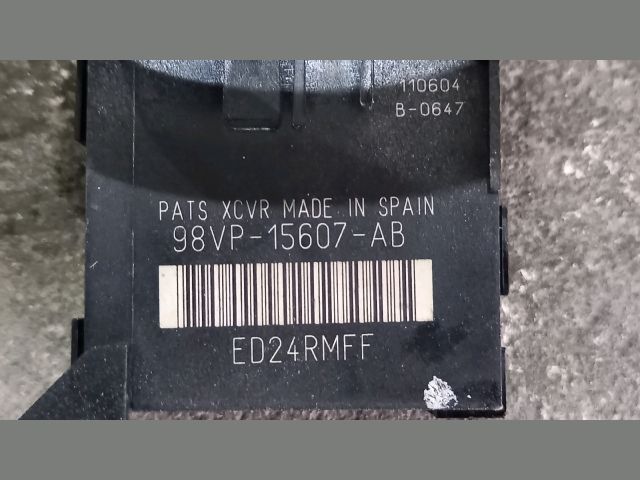 110604
B-0647
PATS XCVR MADE IN SPAIN
98VP-15607-AB
ED24RMFF